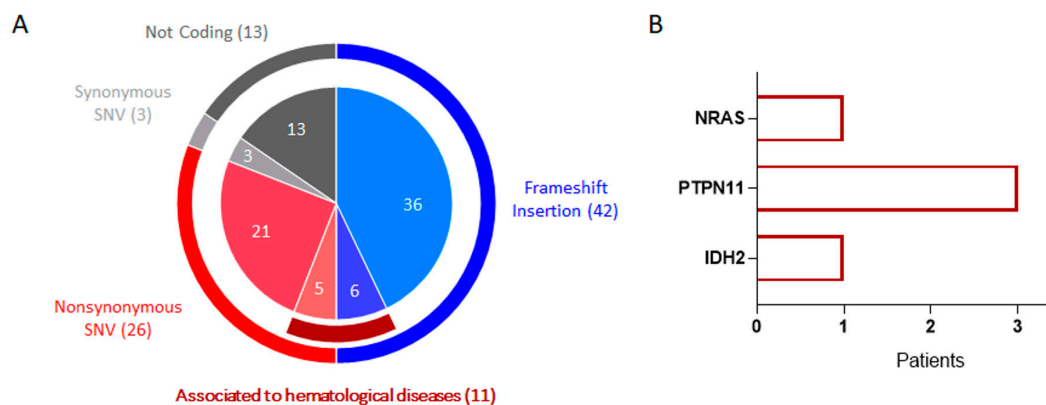 A
Not Coding (13)
Synonymous
SNV (3)
13
3
36
21
5
6
Frameshift
Insertion (42)
Nonsynonymous
SNV (26)
Associated to hematological diseases (11)
B
NRAS
PTPN11
IDH2
0 1 2 3
Patients